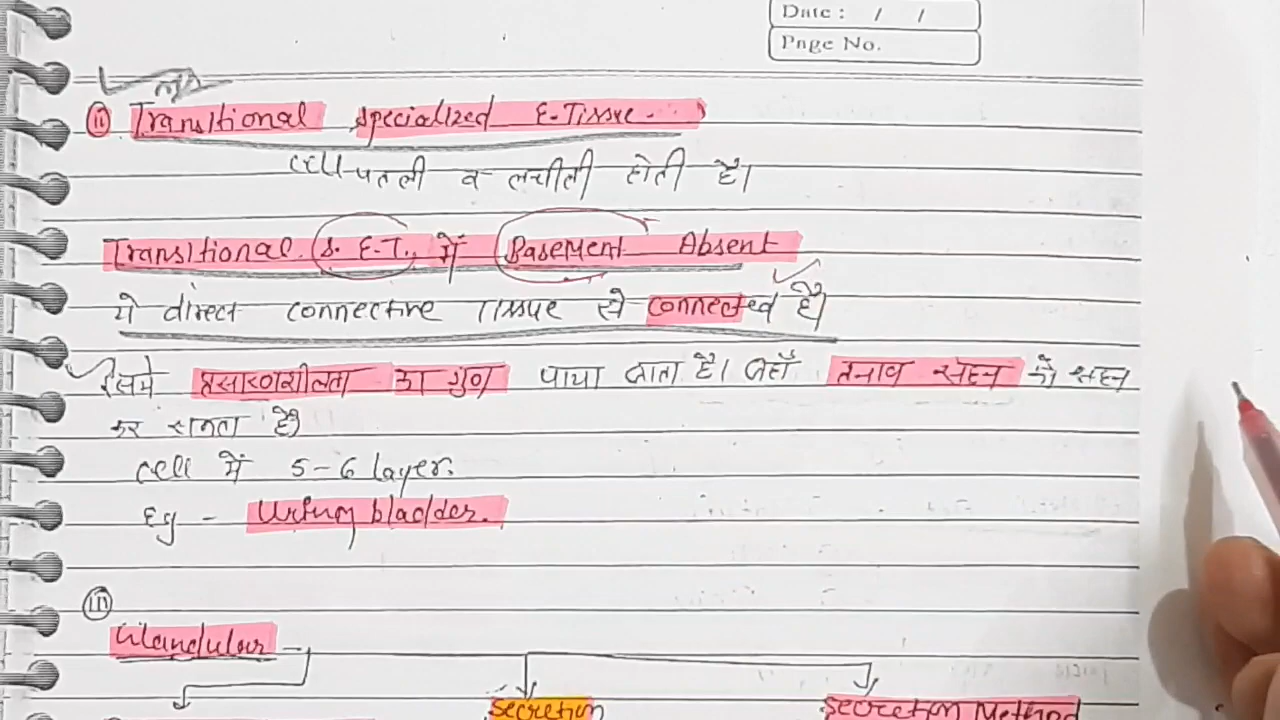 Date : / /
Page No.
(ii) Transitional specialized E-Tissue.
cell पतली व लचीली होती है।
Transitional S. E.T. में Basement Absent
ये direct connective Tissue से connected है।
इसमे प्रसारणशीलता का गुण पाया जाता है। जहाँ तनाव सहन को सहन
कर सकता है।
cell में 5-6 layer.
Eg - Uring bladder.
(iii)
Glandular
Secretion
Secretion Method